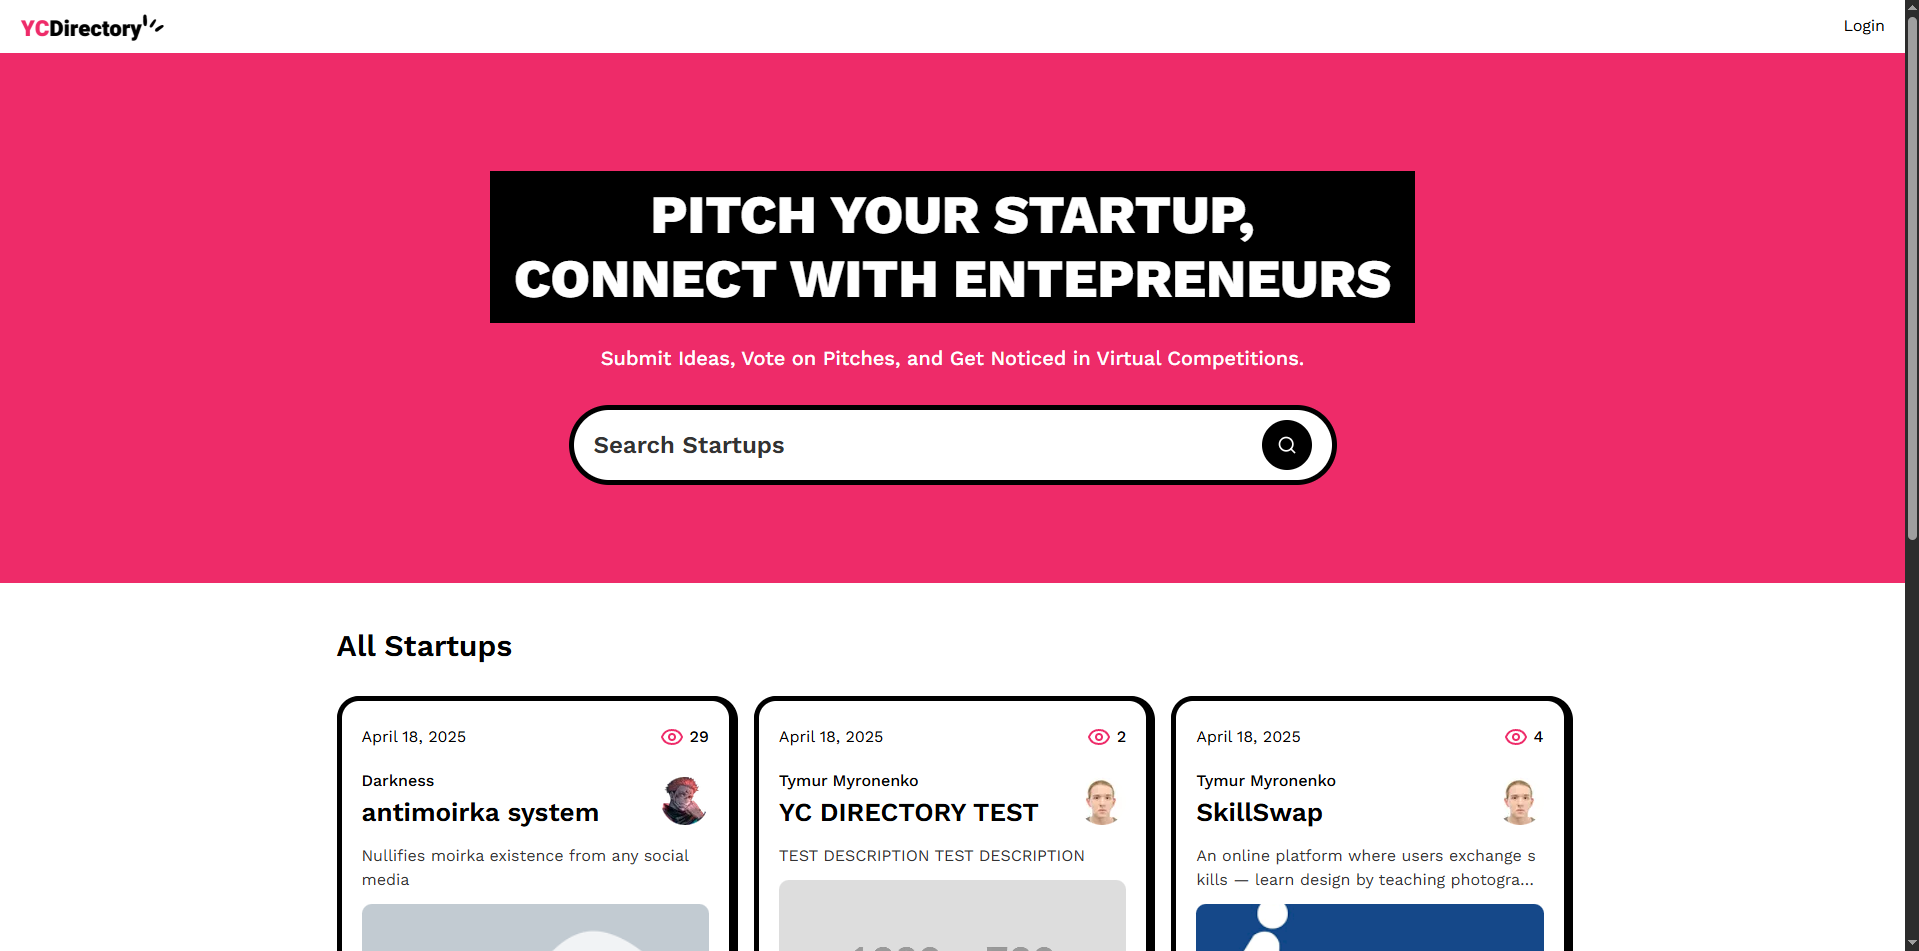 YCDirectory
Login
PITCH YOUR STARTUP,
CONNECT WITH ENTEPRENEURS
Submit Ideas, Vote on Pitches, and Get Noticed in Virtual Competitions.
Search Startups
All Startups
April 18, 2025
29
Darkness
antimoirka system
Nullifies moirka existence from any social
media
April 18, 2025
2
Tymur Myronenko
YC DIRECTORY TEST
TEST DESCRIPTION TEST DESCRIPTION
April 18, 2025
4
Tymur Myronenko
SkillSwap
An online platform where users exchange s
kills — learn design by teaching photogra...